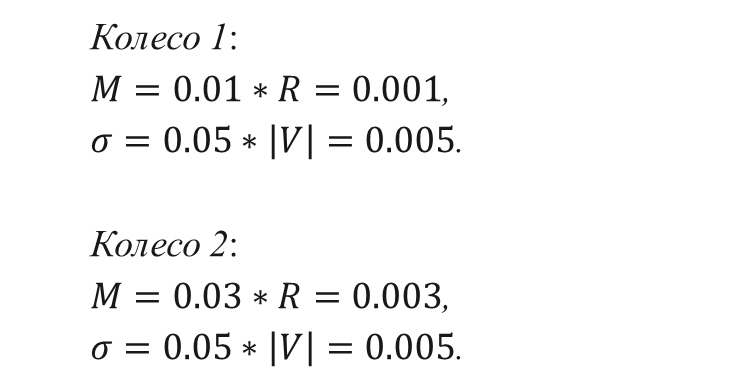 Колесо 1:
M = 0.01 ∗ R = 0.001,
σ = 0.05 ∗ |V| = 0.005.
Колесо 2:
M = 0.03 ∗ R = 0.003,
σ = 0.05 ∗ |V| = 0.005.